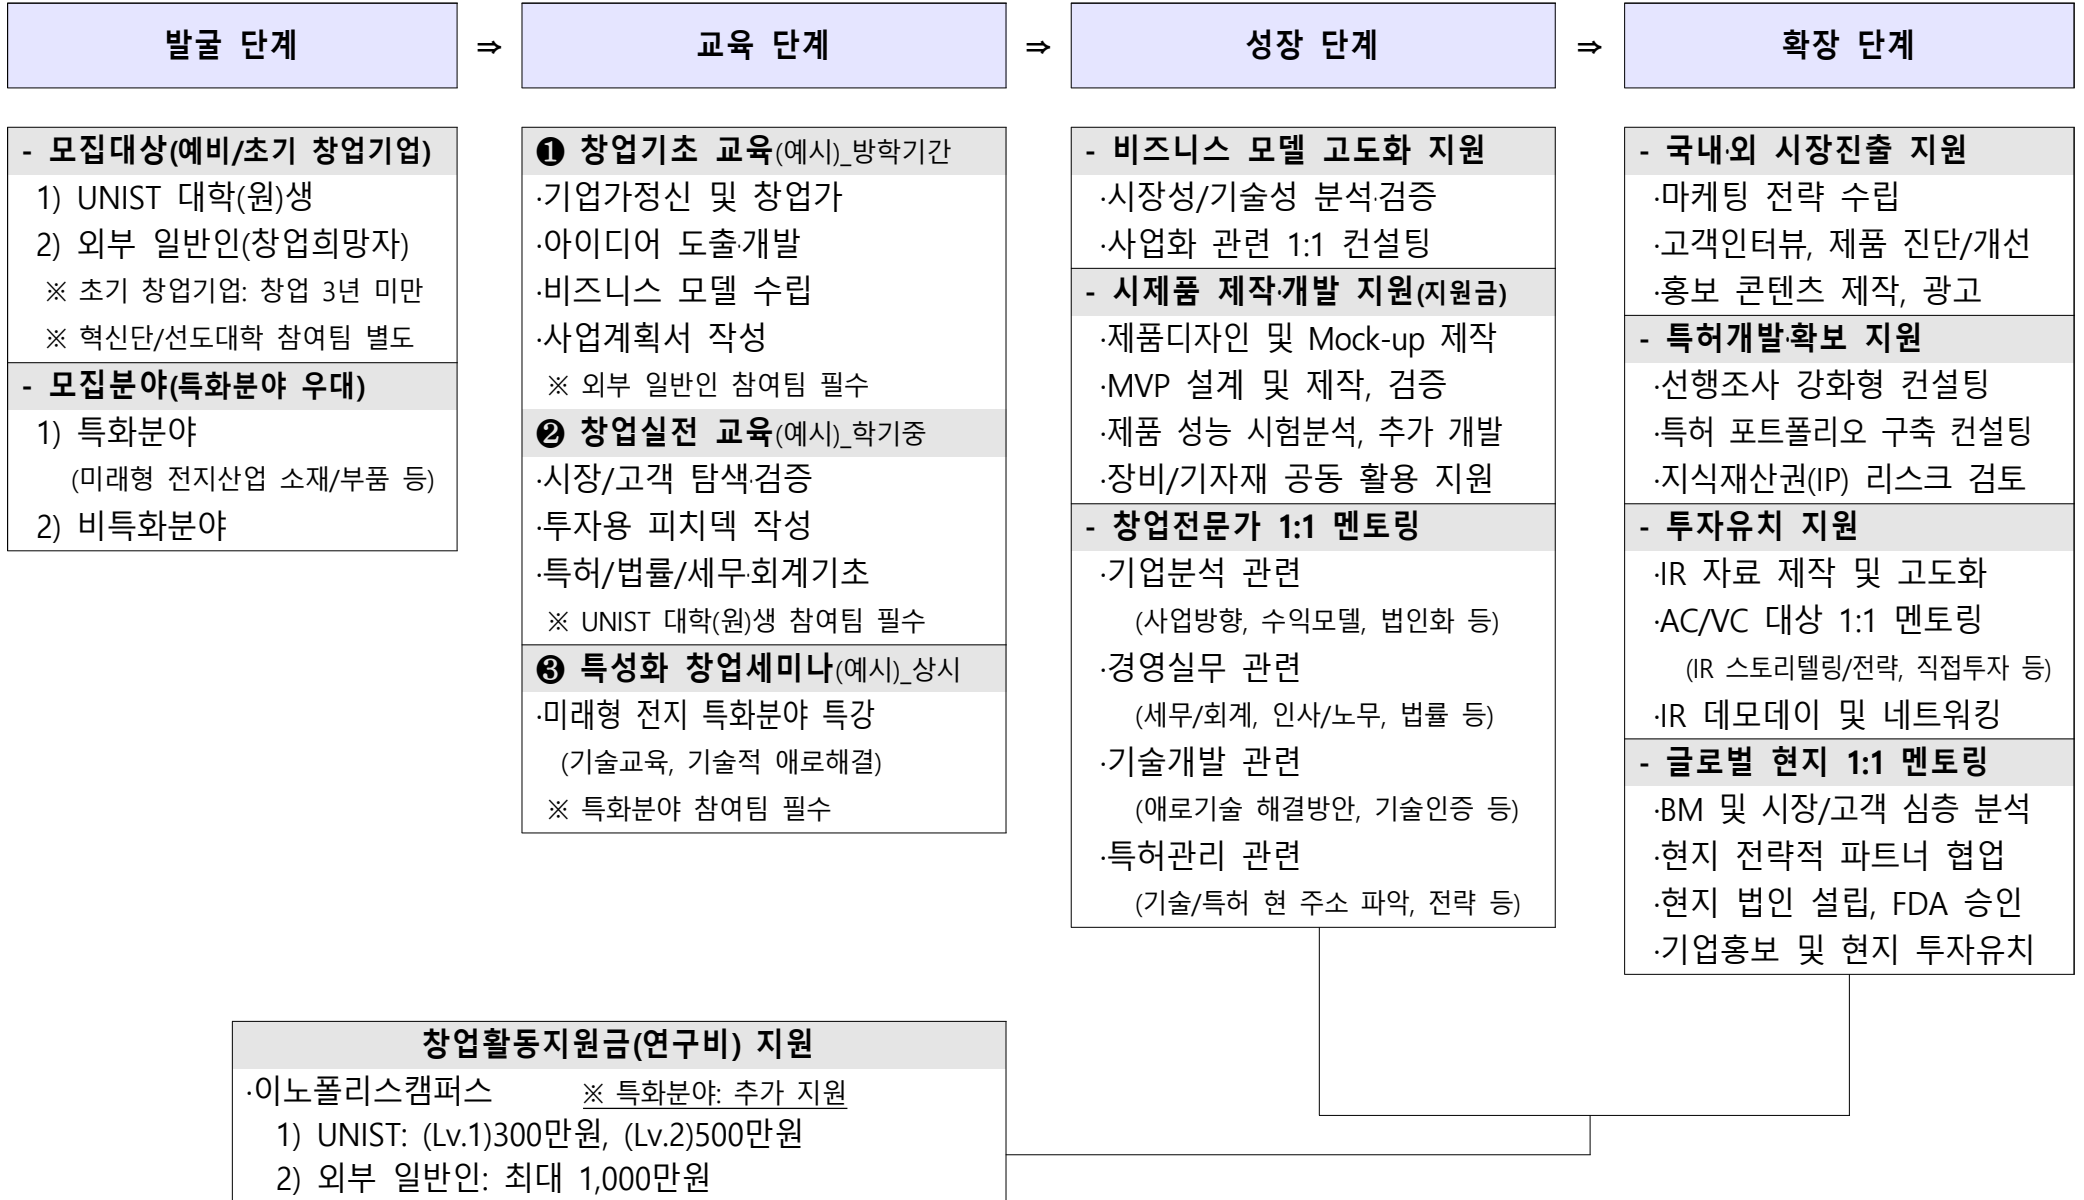 발굴 단계
⇒
교육 단계
⇒
성장 단계
⇒
확장 단계
- 모집대상(예비/초기 창업기업)
1) UNIST 대학(원)생
2) 외부 일반인(창업희망자)
※ 초기 창업기업: 창업 3년 미만
※ 혁신단/선도대학 참여팀 별도
- 모집분야(특화분야 우대)
1) 특화분야
(미래형 전지산업 소재/부품 등)
2) 비특화분야
❶ 창업기초 교육(예시)_방학기간
·기업가정신 및 창업가
·아이디어 도출·개발
·비즈니스 모델 수립
·사업계획서 작성
※ 외부 일반인 참여팀 필수
❷ 창업실전 교육(예시)_학기중
·시장/고객 탐색·검증
·투자용 피치덱 작성
·특허/법률/세무·회계기초
※ UNIST 대학(원)생 참여팀 필수
❸ 특성화 창업세미나(예시)_상시
·미래형 전지 특화분야 특강
(기술교육, 기술적 애로해결)
※ 특화분야 참여팀 필수
- 비즈니스 모델 고도화 지원
·시장성/기술성 분석·검증
·사업화 관련 1:1 컨설팅
- 시제품 제작·개발 지원(지원금)
·제품디자인 및 Mock-up 제작
·MVP 설계 및 제작, 검증
·제품 성능 시험분석, 추가 개발
·장비/기자재 공동 활용 지원
- 창업전문가 1:1 멘토링
·기업분석 관련
(사업방향, 수익모델, 법인화 등)
·경영실무 관련
(세무/회계, 인사/노무, 법률 등)
·기술개발 관련
(애로기술 해결방안, 기술인증 등)
·특허관리 관련
(기술/특허 현 주소 파악, 전략 등)
- 국내·외 시장진출 지원
·마케팅 전략 수립
·고객인터뷰, 제품 진단/개선
·홍보 콘텐츠 제작, 광고
- 특허개발·확보 지원
·선행조사 강화형 컨설팅
·특허 포트폴리오 구축 컨설팅
·지식재산권(IP) 리스크 검토
- 투자유치 지원
·IR 자료 제작 및 고도화
·AC/VC 대상 1:1 멘토링
(IR 스토리텔링/전략, 직접투자 등)
·IR 데모데이 및 네트워킹
- 글로벌 현지 1:1 멘토링
·BM 및 시장/고객 심층 분석
·현지 전략적 파트너 협업
·현지 법인 설립, FDA 승인
·기업홍보 및 현지 투자유치
창업활동지원금(연구비) 지원
·이노폴리스캠퍼스 ※ 특화분야: 추가 지원
1) UNIST: (Lv.1)300만원, (Lv.2)500만원
2) 외부 일반인: 최대 1,000만원